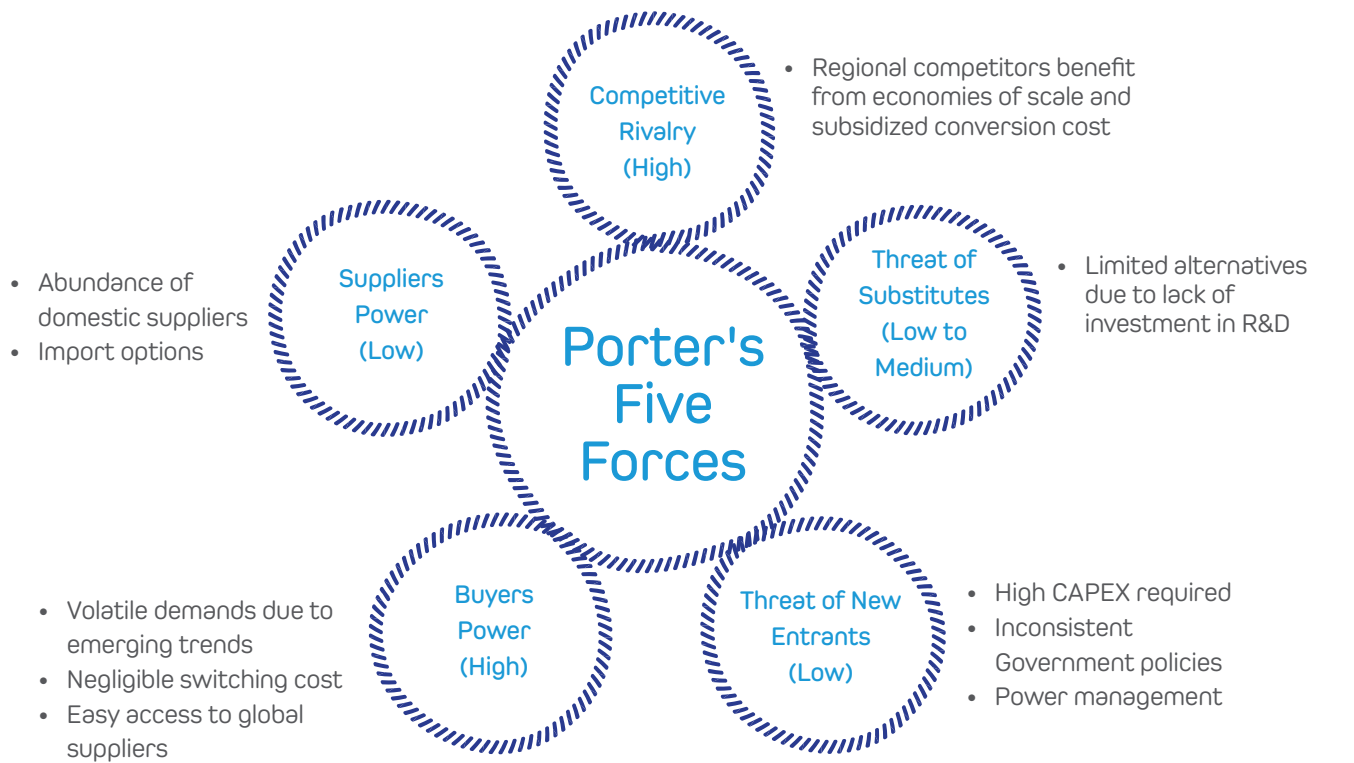 Competitive
Rivalry
(High)
• Regional competitors benefit
from economies of scale and
subsidized conversion cost
Suppliers
Power
(Low)
• Abundance of
domestic suppliers
• Import options
Threat of
Substitutes
(Low to
Medium)
• Limited alternatives
due to lack of
investment in R&D
Porter's
Five
Forces
Buyers
Power
(High)
• Volatile demands due to
emerging trends
• Negligible switching cost
• Easy access to global
suppliers
Threat of New
Entrants
(Low)
• High CAPEX required
• Inconsistent
Government policies
• Power management